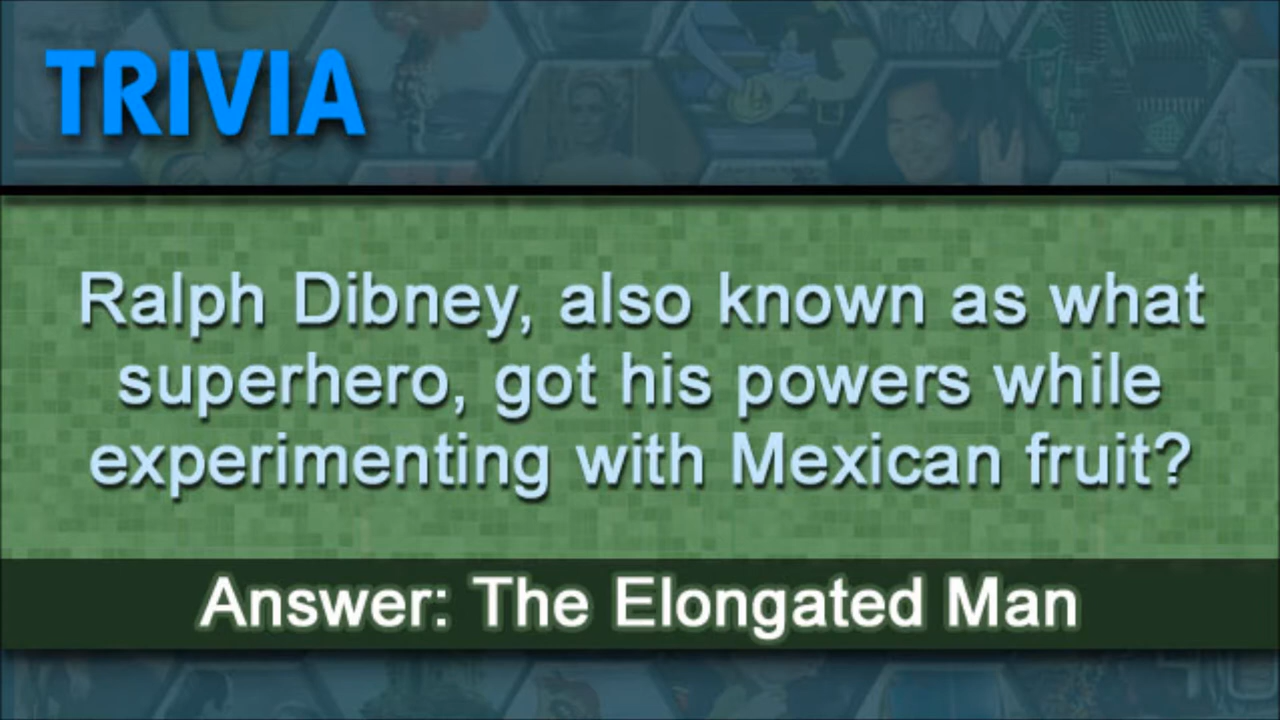 TRIVIA
Ralph Dibney, also known as what
superhero, got his powers while
experimenting with Mexican fruit?
Answer: The Elongated Man